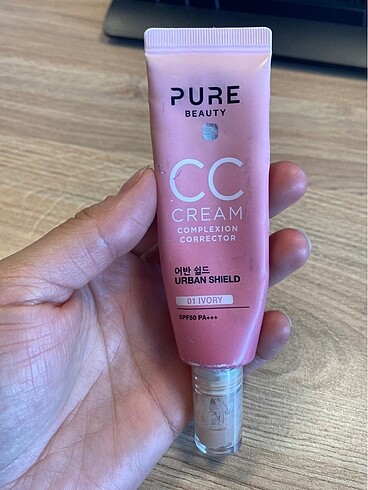 PURE
BEAUTY
CC
CREAM
COMPLEXION
CORRECTOR
어반 쉴드
URBAN SHIELD
01 IVORY
SPF50 PA+++